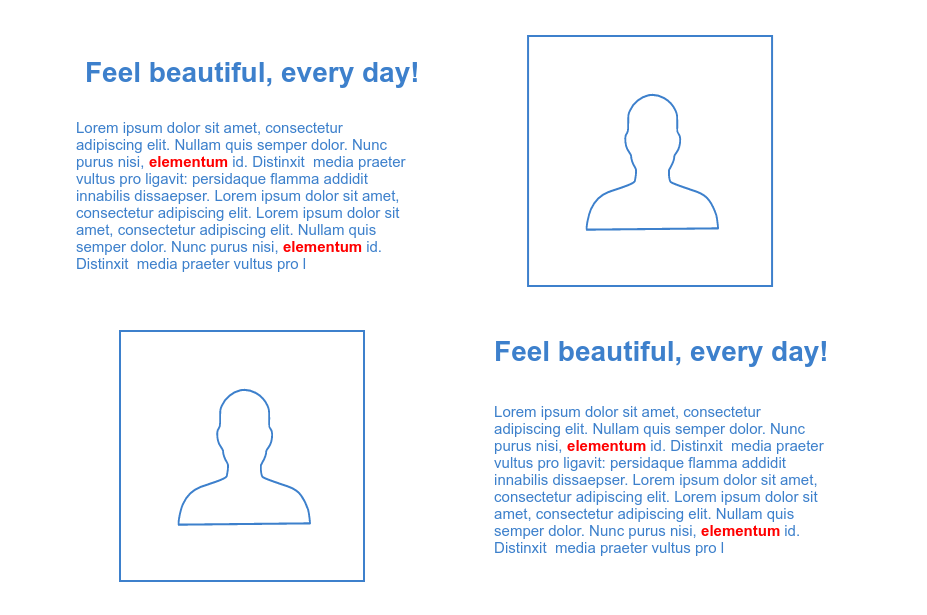 Feel beautiful, every day!
Lorem ipsum dolor sit amet, consectetur
adipiscing elit. Nullam quis semper dolor. Nunc
purus nisi, elementum id. Distinxit  media praeter
vultus pro ligavit: persidaque flamma addidit
innabilis dissaepser. Lorem ipsum dolor sit amet,
consectetur adipiscing elit. Lorem ipsum dolor sit
amet, consectetur adipiscing elit. Nullam quis
semper dolor. Nunc purus nisi, elementum id.
Distinxit  media praeter vultus pro l
Feel beautiful, every day!
Lorem ipsum dolor sit amet, consectetur
adipiscing elit. Nullam quis semper dolor. Nunc
purus nisi, elementum id. Distinxit  media praeter
vultus pro ligavit: persidaque flamma addidit
innabilis dissaepser. Lorem ipsum dolor sit amet,
consectetur adipiscing elit. Lorem ipsum dolor sit
amet, consectetur adipiscing elit. Nullam quis
semper dolor. Nunc purus nisi, elementum id.
Distinxit  media praeter vultus pro l